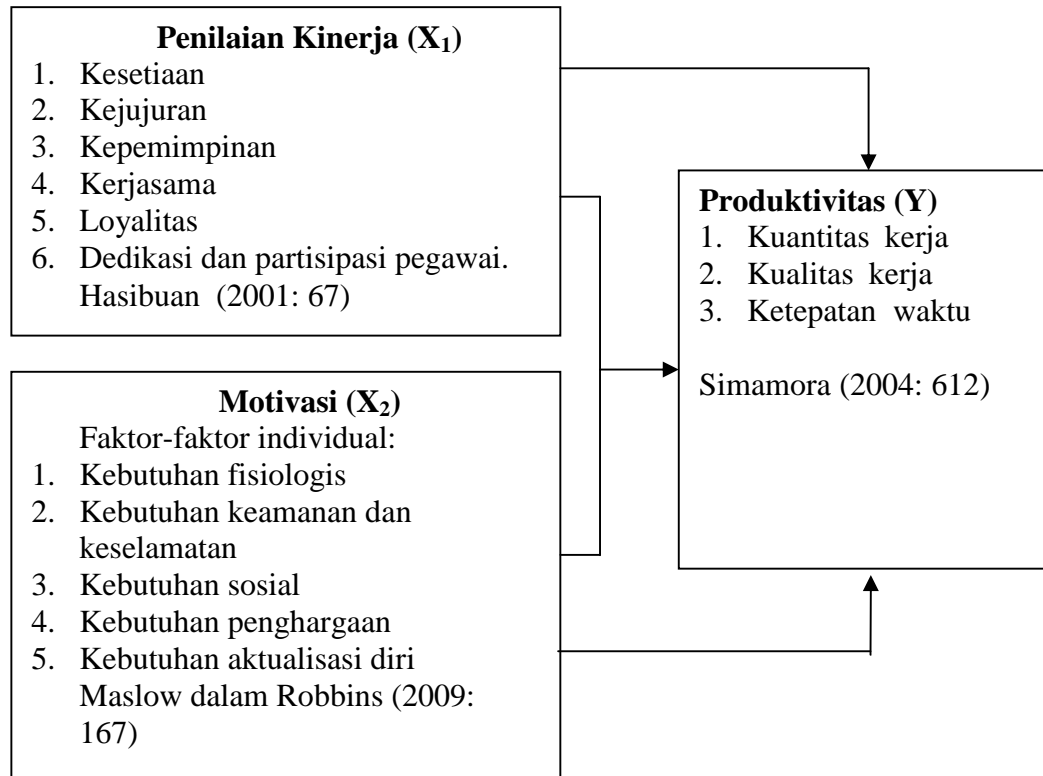 Penilaian Kinerja (X₁)
1. Kesetiaan
2. Kejujuran
3. Kepemimpinan
4. Kerjasama
5. Loyalitas
6. Dedikasi dan partisipasi pegawai.
Hasibuan (2001: 67)
Motivasi (X₂)
Faktor-faktor individual:
1. Kebutuhan fisiologis
2. Kebutuhan keamanan dan
keselamatan
3. Kebutuhan sosial
4. Kebutuhan penghargaan
5. Kebutuhan aktualisasi diri
Maslow dalam Robbins (2009:
167)
Produktivitas (Y)
1. Kuantitas kerja
2. Kualitas kerja
3. Ketepatan waktu
Simamora (2004: 612)